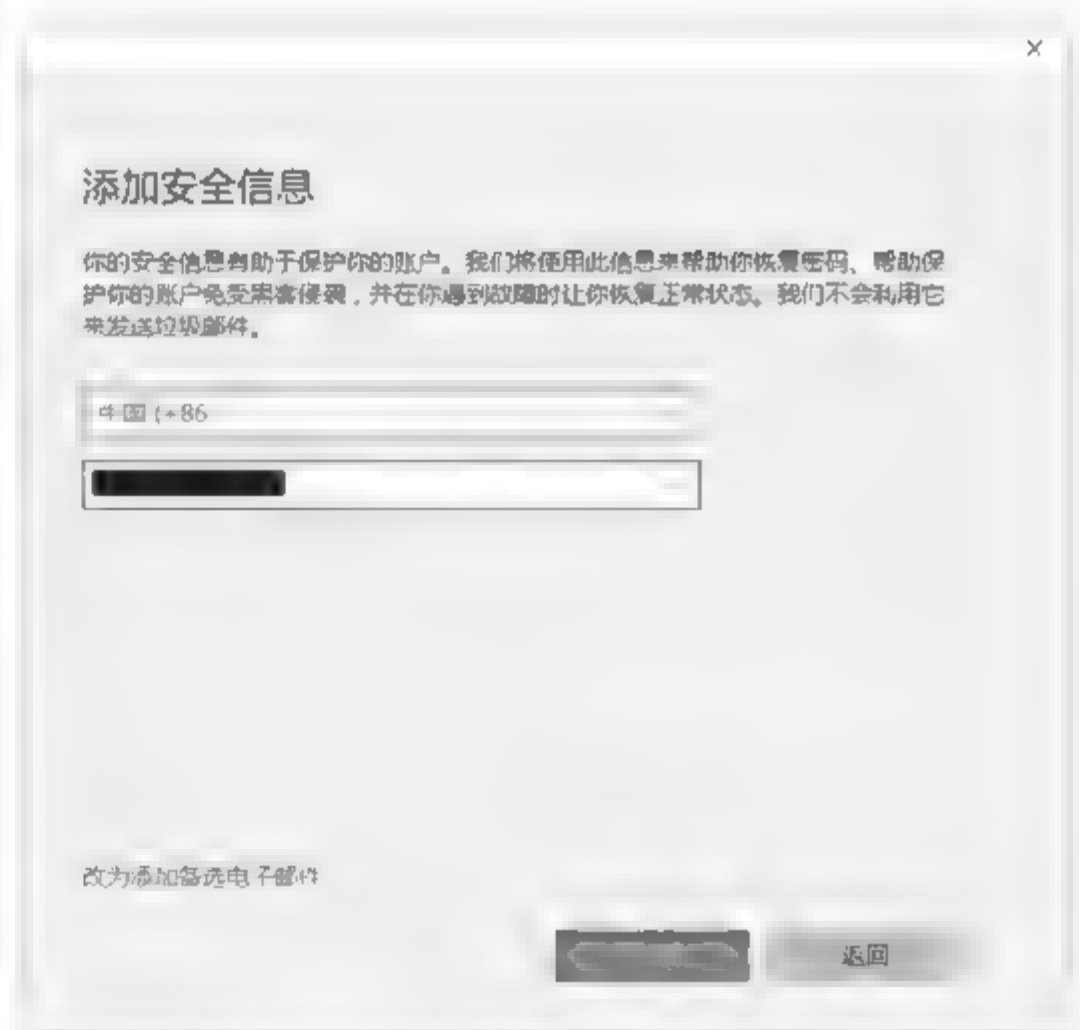 添加安全信息
你的安全信息有助于保护你的账户。我们将使用此信息来帮助你恢复密码、帮助保
护你的账户免受黑客侵袭，并在你遇到故障时让你恢复正常状态。我们不会利用它
来发送垃圾邮件。
中国 (+86
改为添加备选电子邮件
返回